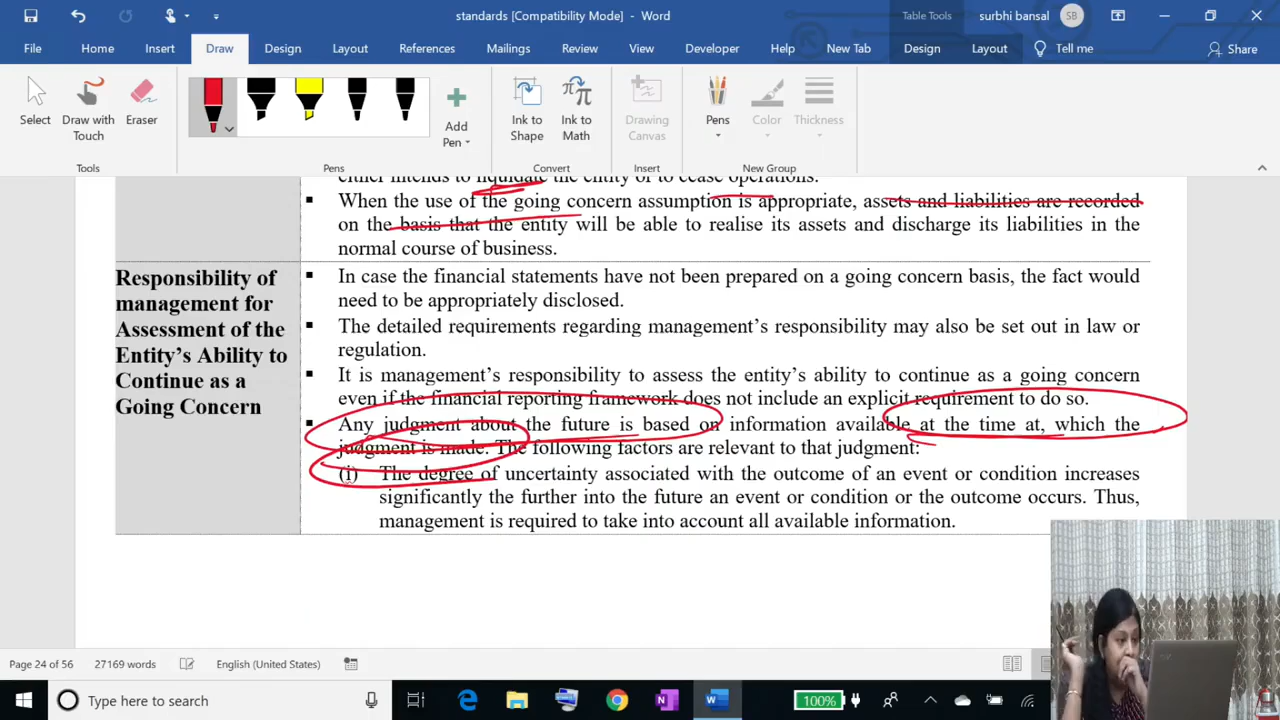 standards [Compatibility Mode] - Word
Table Tools
surbhi bansal
SB
File Home Insert Draw Design Layout References Mailings Review View Developer Help New Tab Design Layout Tell me Share
Select
Draw with Touch
Eraser
Add Pen
Ink to Shape
Ink to Math
Drawing Canvas
Pens
Color
Thickness
Tools
Pens
Convert
Insert
New Group
either intends to liquidate the entity or to cease operations.
▪ When the use of the going concern assumption is appropriate, assets and liabilities are recorded
on the basis that the entity will be able to realise its assets and discharge its liabilities in the
normal course of business.
Responsibility of
management for
Assessment of the
Entity’s Ability to
Continue as a
Going Concern
▪ In case the financial statements have not been prepared on a going concern basis, the fact would
need to be appropriately disclosed.
▪ The detailed requirements regarding management’s responsibility may also be set out in law or
regulation.
▪ It is management’s responsibility to assess the entity’s ability to continue as a going concern
even if the financial reporting framework does not include an explicit requirement to do so.
▪ Any judgment about the future is based on information available at the time at, which the
judgment is made. The following factors are relevant to that judgment:
(i) The degree of uncertainty associated with the outcome of an event or condition increases
significantly the further into the future an event or condition or the outcome occurs. Thus,
management is required to take into account all available information.
Page 24 of 56 27169 words English (United States)
Type here to search
100%